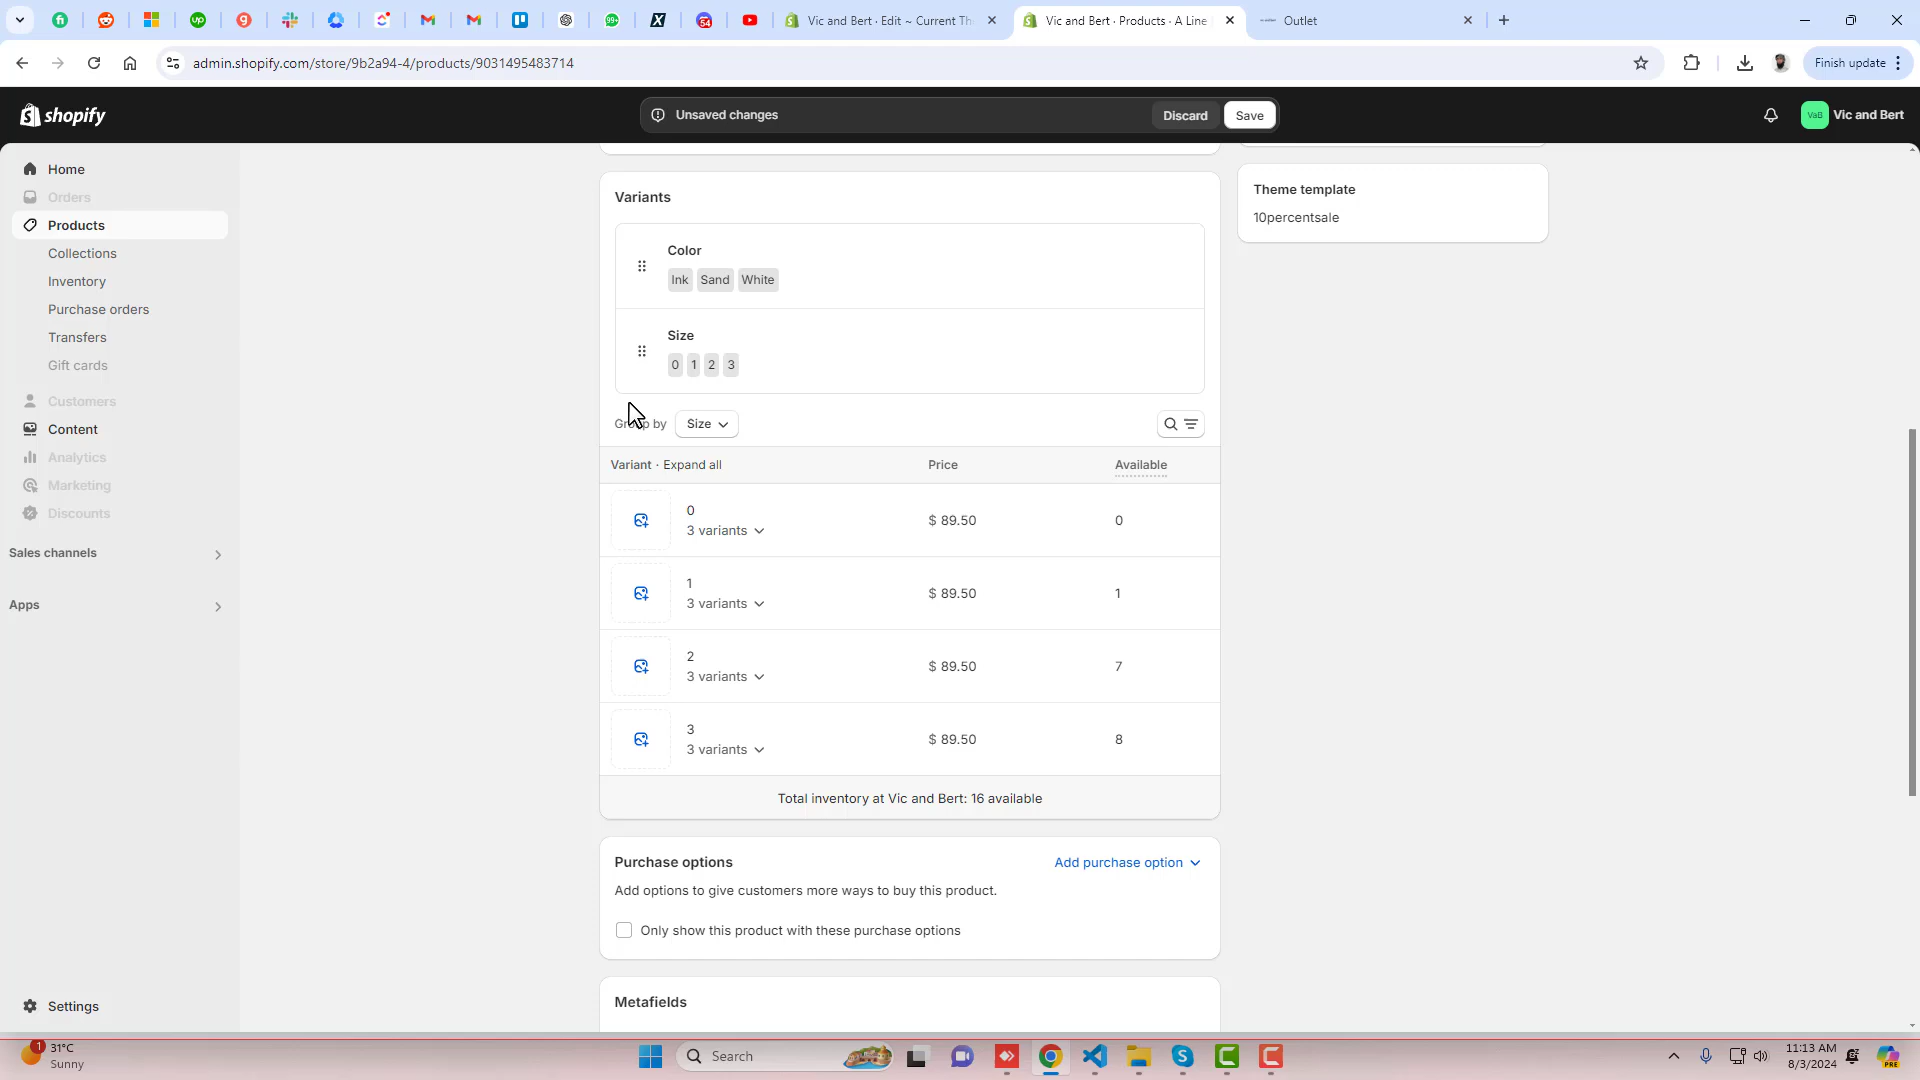 Vic and Bert · Edit ~ Current Th
Vic and Bert · Products · A Line
Outlet
99+
54
admin.shopify.com/store/9b2a94-4/products/9031495483714
Finish update
shopify
Unsaved changes
Discard
Save
VaB
Vic and Bert
Home
Orders
Products
Collections
Inventory
Purchase orders
Transfers
Gift cards
Customers
Content
Analytics
Marketing
Discounts
Sales channels
Apps
Settings
Variants
Color
Ink Sand White
Size
0 1 2 3
Group by Size
Variant · Expand all Price Available
0
3 variants $ 89.50 0
1
3 variants $ 89.50 1
2
3 variants $ 89.50 7
3
3 variants $ 89.50 8
Total inventory at Vic and Bert: 16 available
Purchase options
Add purchase option
Add options to give customers more ways to buy this product.
Only show this product with these purchase options
Metafields
Theme template
10percentsale
1
31°C
Sunny
Search
11:13 AM
8/3/2024
PRE